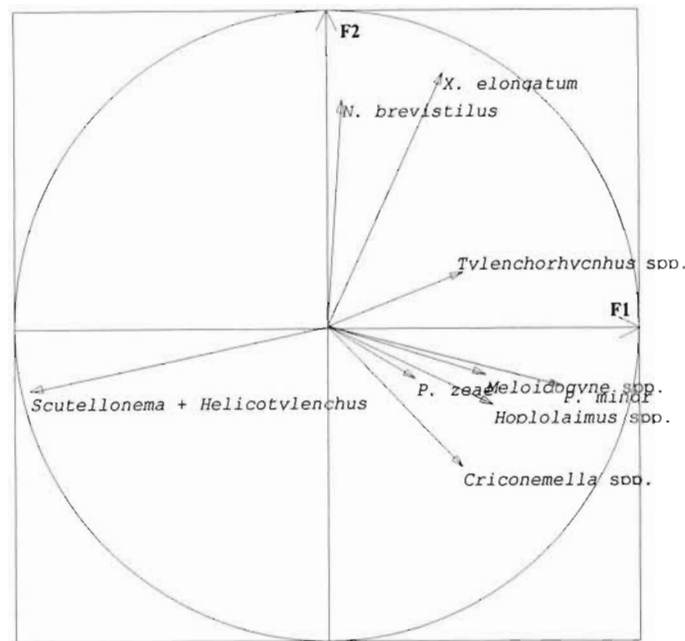 F2
X. elongatum
N. brevistilus
Tylenchorhycnhus spp.
F1
P. zeae
Meloidogyne spp.
P. minor
Hoplolaimus spp.
Scutellonema + Helicotylenchus
Criconemella spp.